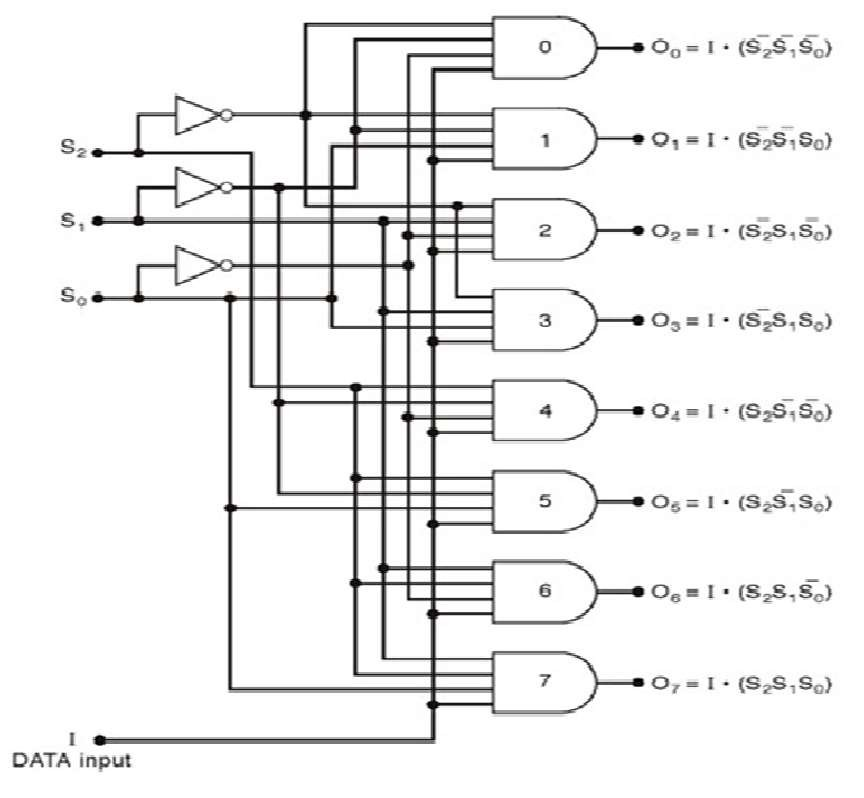 0
O₀ = I · (S̅₂S̅₁S̅₀)
1
O₁ = I · (S̅₂S̅₁S₀)
S₂
S₁
2
O₂ = I · (S̅₂S₁S̅₀)
S₀
3
O₃ = I · (S̅₂S₁S₀)
4
O₄ = I · (S₂S̅₁S̅₀)
5
O₅ = I · (S₂S̅₁S₀)
6
O₆ = I · (S₂S₁S̅₀)
7
O₇ = I · (S₂S₁S₀)
I
DATA input